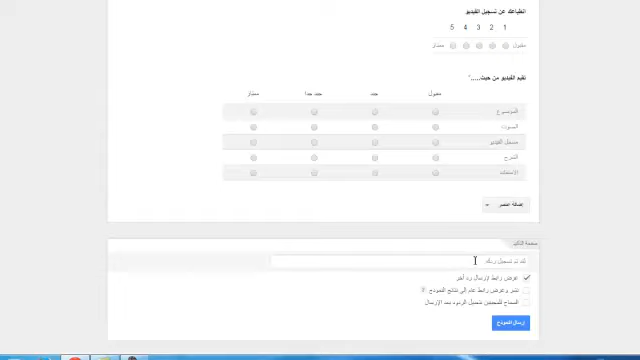 انطباعك عن تسجيل الفيديو
1 2 3 4 5
مقبول ممتاز
تقيم الفيديو من حيث.....*
مقبول جيد جيد جدا ممتاز
الموضوع
الصوت
مسجل الفيديو
الشرح
الاستفادة
إضافة عنصر
صفحة التأكيد
لقد تم تسجيل ردك.
عرض رابط لإرسال رد آخر
نشر وعرض رابط عام إلى نتائج النموذج
السماح للمجيبين بتعديل الردود بعد الإرسال
إرسال النموذج